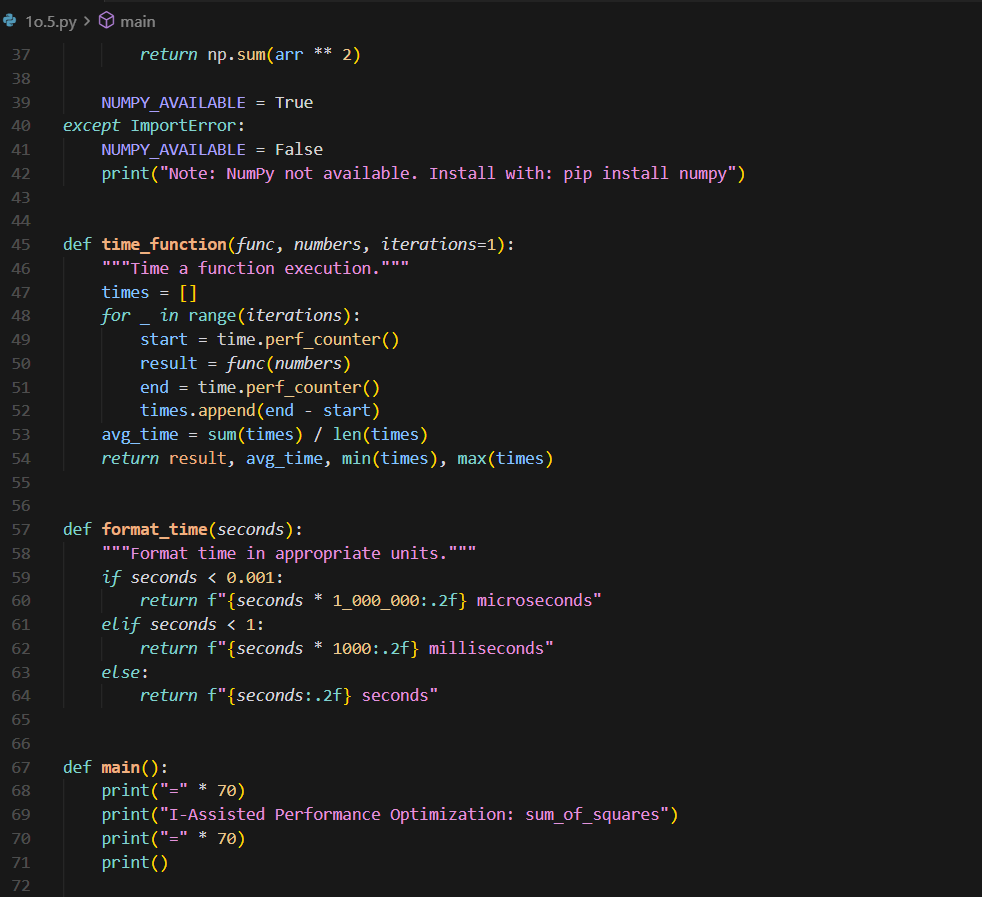 1o.5.py > main
37 return np.sum(arr ** 2)
38
39 NUMPY_AVAILABLE = True
40 except ImportError:
41 NUMPY_AVAILABLE = False
42 print("Note: NumPy not available. Install with: pip install numpy")
43
44
45 def time_function(func, numbers, iterations=1):
46 """Time a function execution."""
47 times = []
48 for _ in range(iterations):
49 start = time.perf_counter()
50 result = func(numbers)
51 end = time.perf_counter()
52 times.append(end - start)
53 avg_time = sum(times) / len(times)
54 return result, avg_time, min(times), max(times)
55
56
57 def format_time(seconds):
58 """Format time in appropriate units."""
59 if seconds < 0.001:
60 return f"{seconds * 1_000_000:.2f} microseconds"
61 elif seconds < 1:
62 return f"{seconds * 1000:.2f} milliseconds"
63 else:
64 return f"{seconds:.2f} seconds"
65
66
67 def main():
68 print("=" * 70)
69 print("I-Assisted Performance Optimization: sum_of_squares")
70 print("=" * 70)
71 print()
72